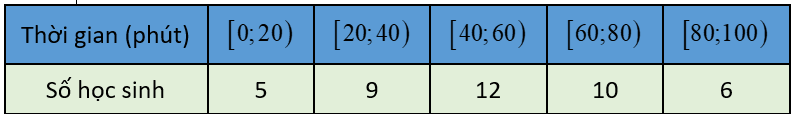 Thời gian (phút) [0;20) [20;40) [40;60) [60;80) [80;100)
Số học sinh 5 9 12 10 6